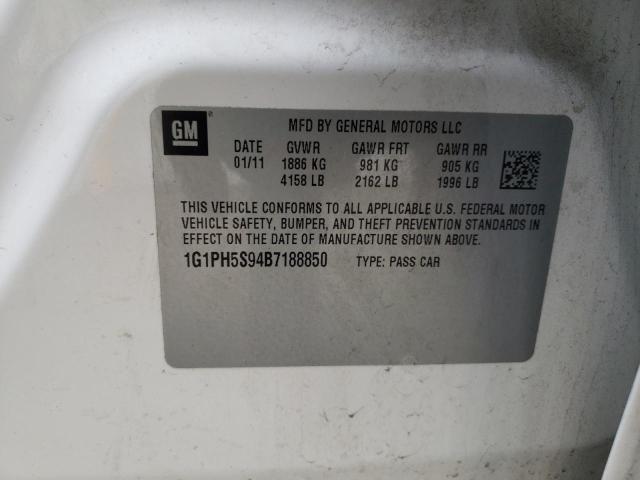 GM
MFD BY GENERAL MOTORS LLC
DATE GVWR GAWR FRT GAWR RR
01/11 1886 KG 981 KG 905 KG
4158 LB 2162 LB 1996 LB
THIS VEHICLE CONFORMS TO ALL APPLICABLE U.S. FEDERAL MOTOR
VEHICLE SAFETY, BUMPER, AND THEFT PREVENTION STANDARDS IN
EFFECT ON THE DATE OF MANUFACTURE SHOWN ABOVE.
1G1PH5S94B7188850 TYPE: PASS CAR